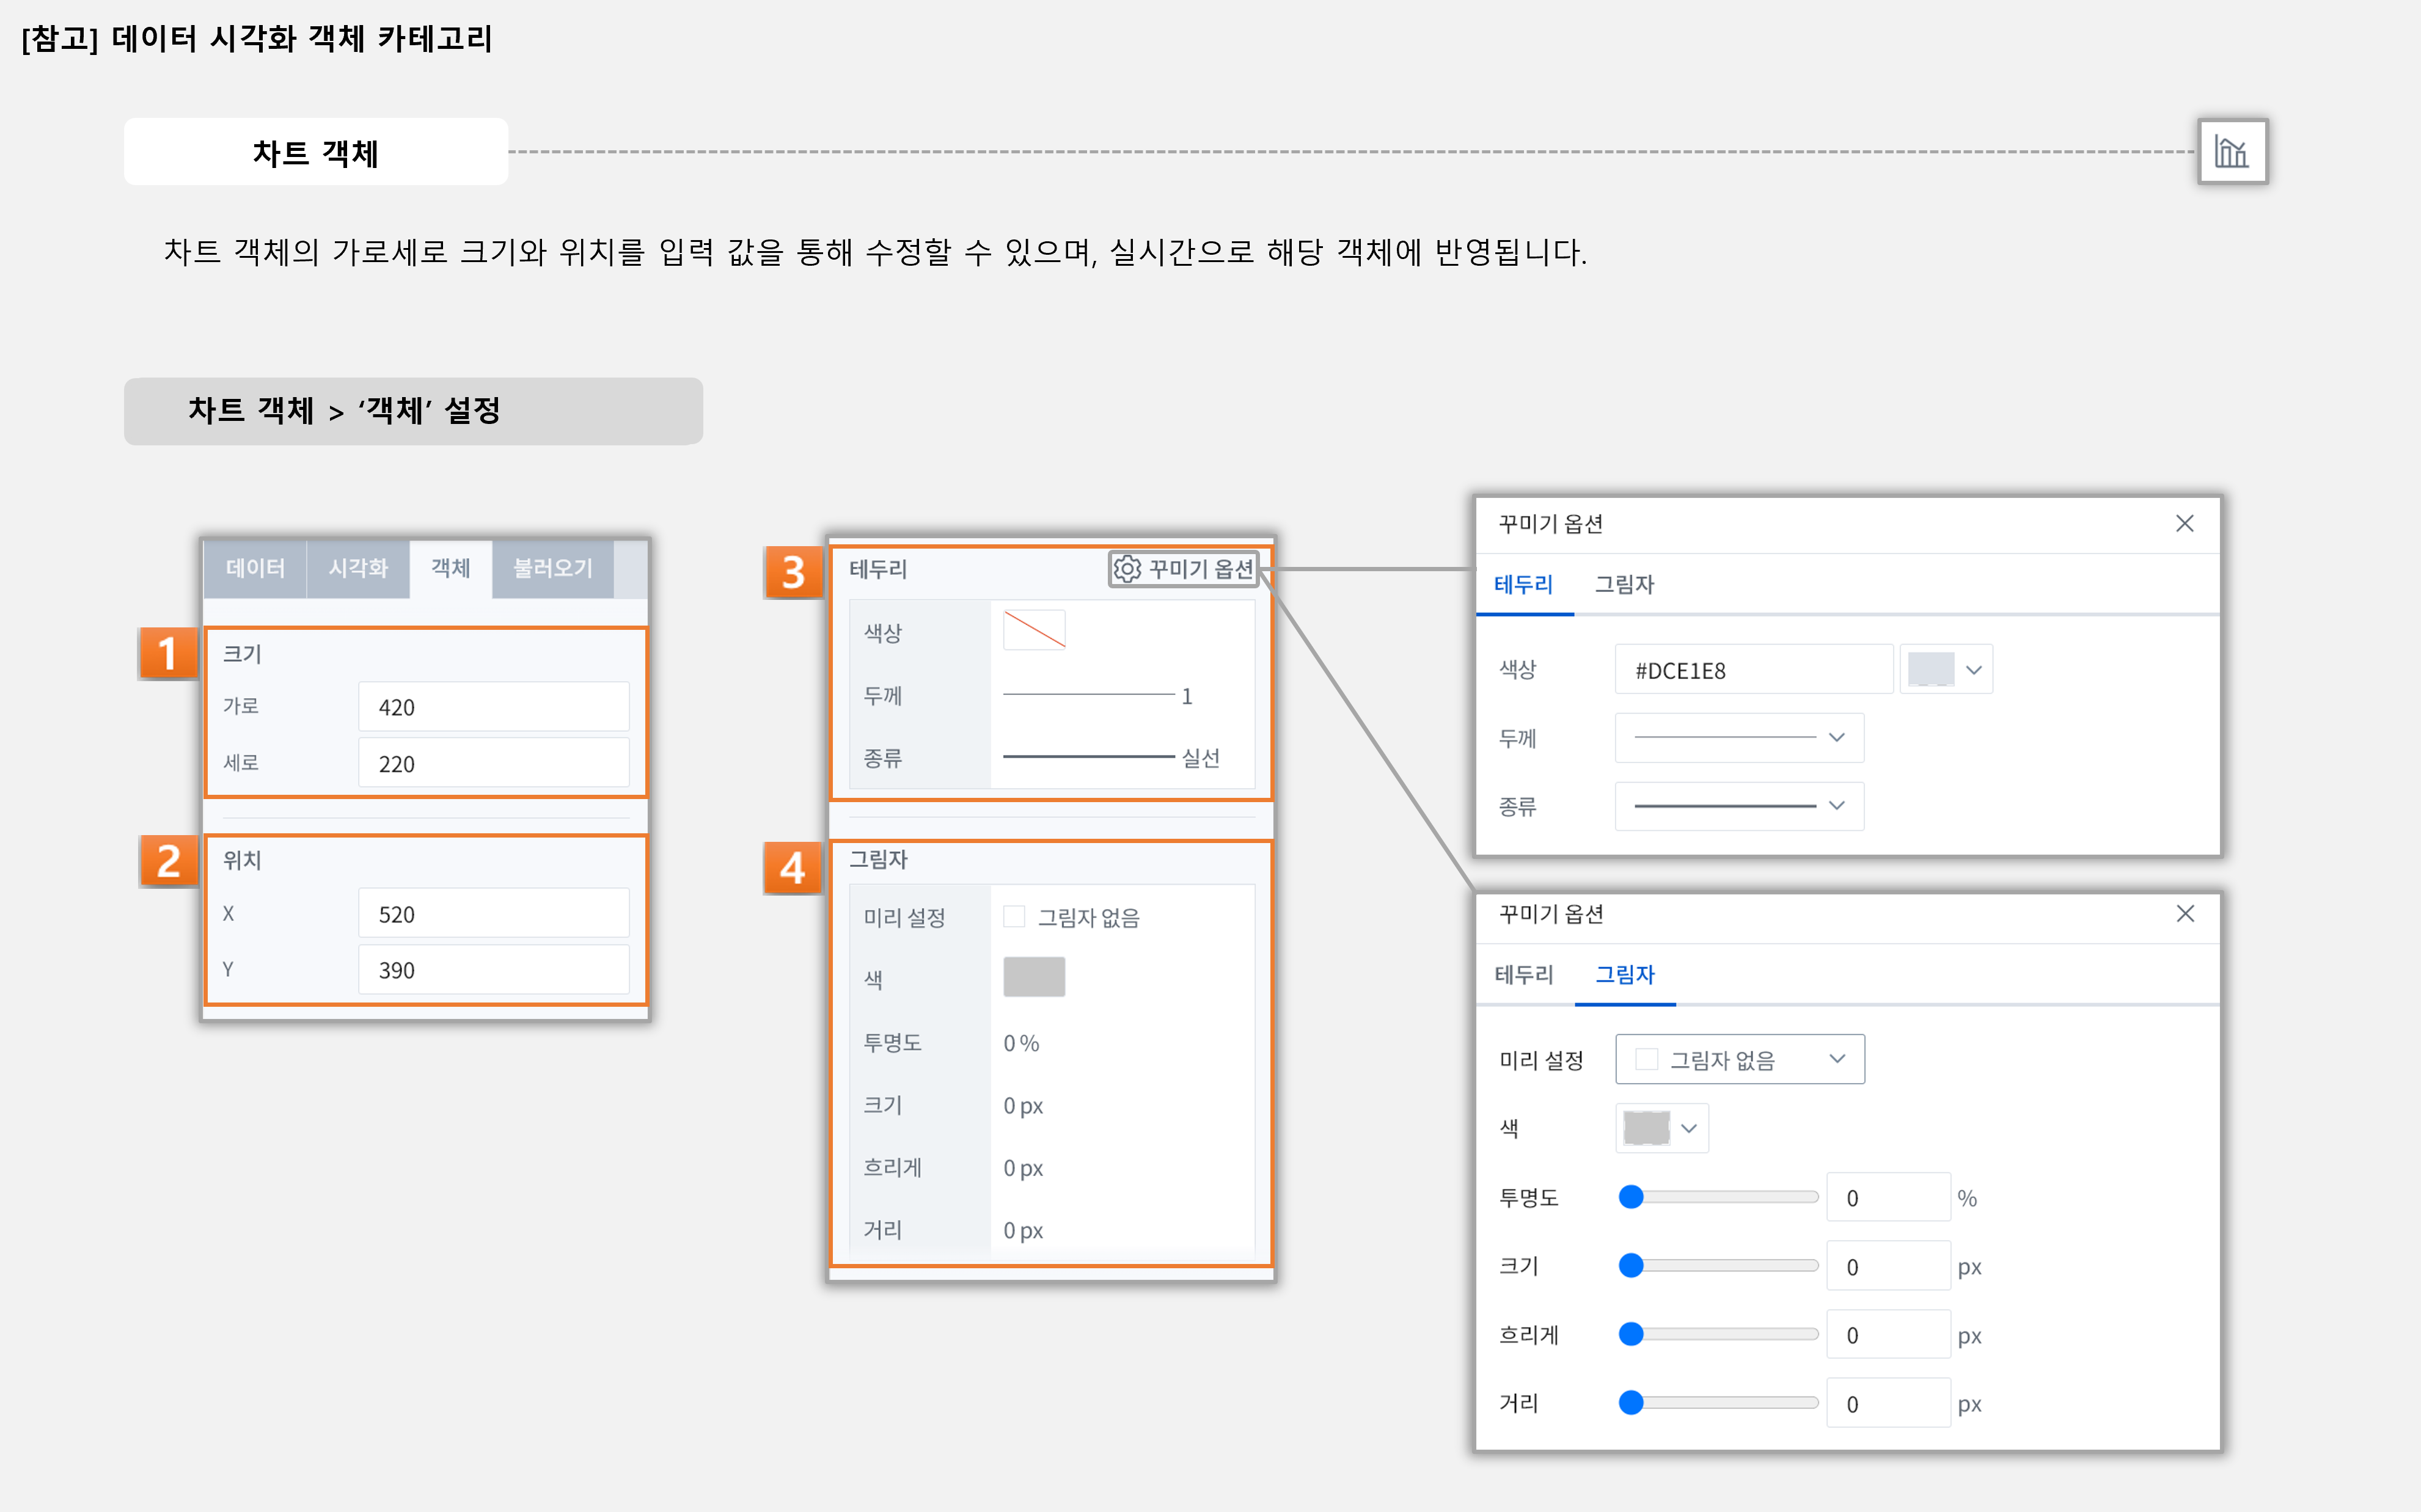 [참고] 데이터 시각화 객체 카테고리
차트 객체
차트 객체의 가로세로 크기와 위치를 입력 값을 통해 수정할 수 있으며, 실시간으로 해당 객체에 반영됩니다.
차트 객체 > ‘객체’ 설정
데이터 시각화 객체 불러오기
1
크기
가로 420
세로 220
2
위치
X 520
Y 390
3
테두리 꾸미기 옵션
색상
두께 1
종류 실선
4
그림자
미리 설정 그림자 없음
색
투명도 0 %
크기 0 px
흐리게 0 px
거리 0 px
꾸미기 옵션
테두리 그림자
색상 #DCE1E8
두께
종류
꾸미기 옵션
테두리 그림자
미리 설정 그림자 없음
색
투명도 0 %
크기 0 px
흐리게 0 px
거리 0 px